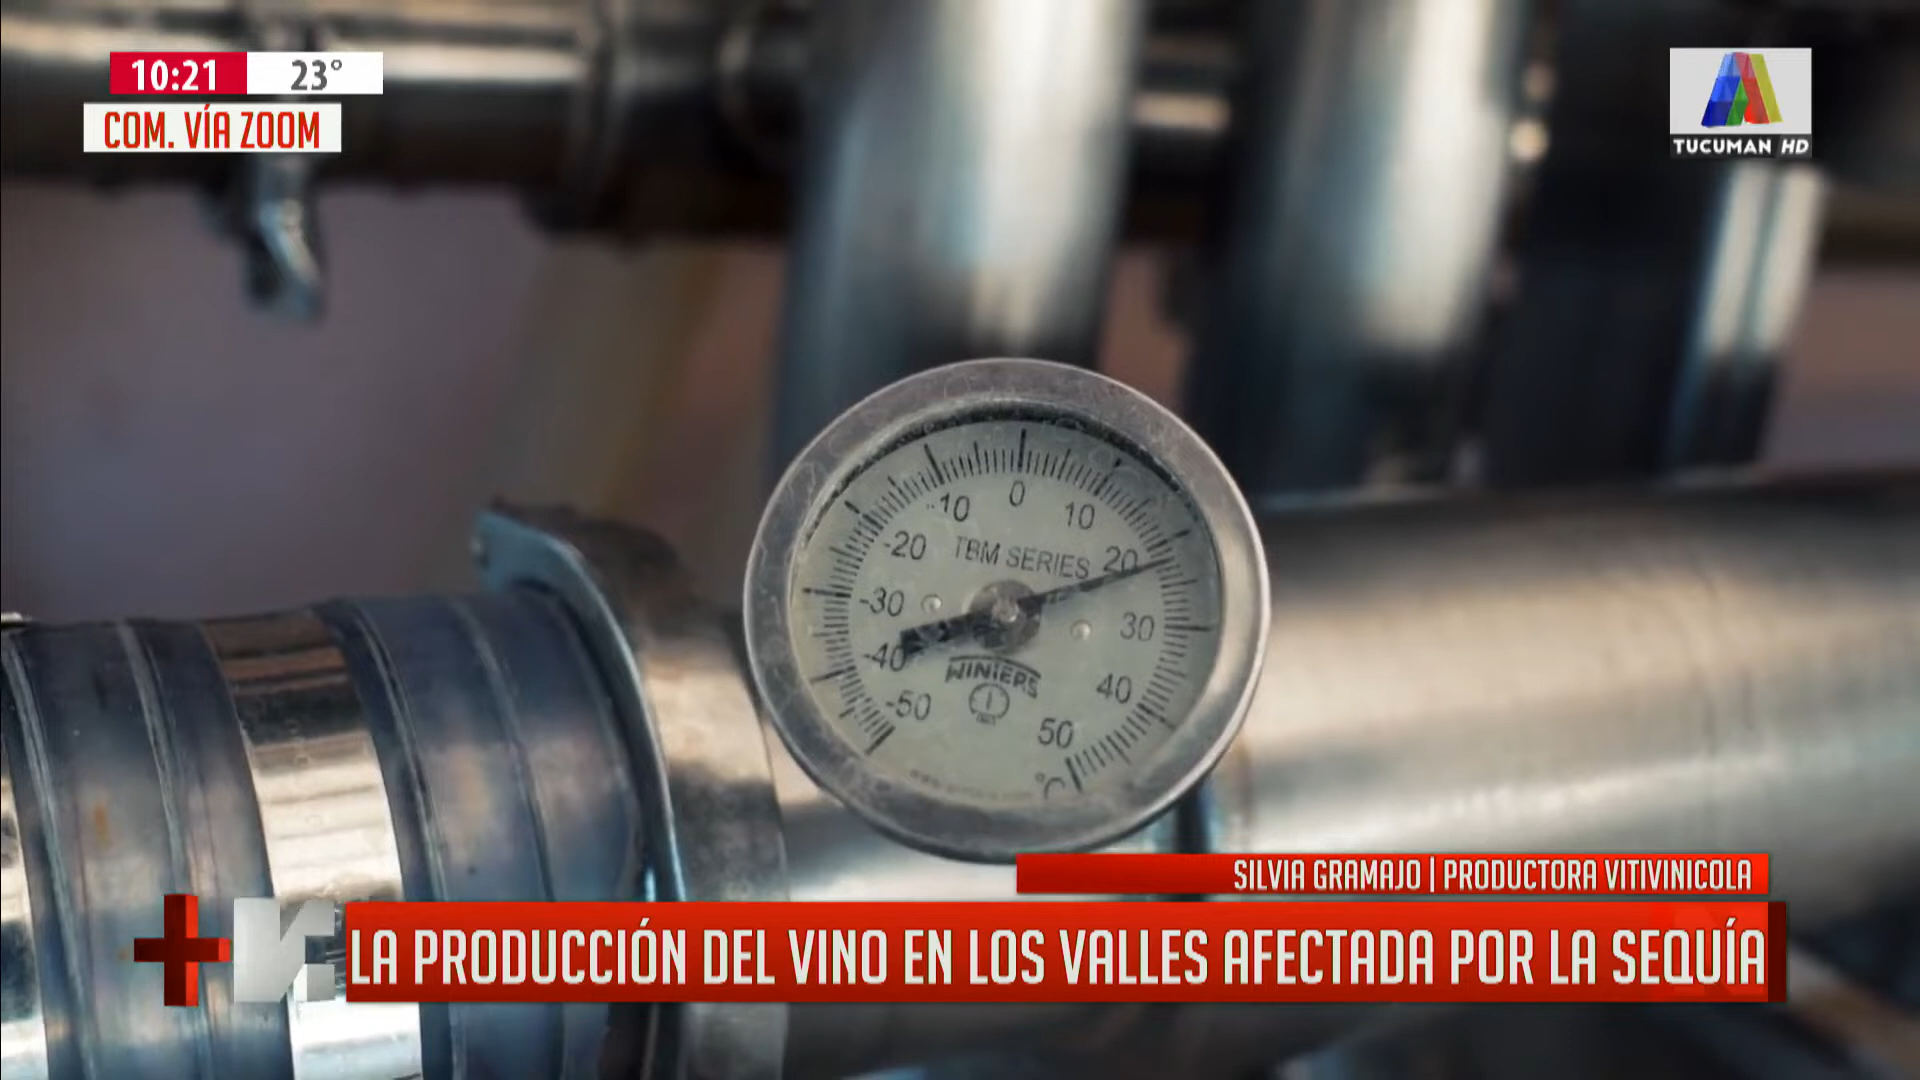 10:21 23°
COM. VÍA ZOOM
TUCUMAN HD
-10 0 10
-20 TBM SERIES 20
-30 30
-40 WINTERS 40
-50 50
°C
SILVIA GRAMAJO | PRODUCTORA VITIVINICOLA
LA PRODUCCIÓN DEL VINO EN LOS VALLES AFECTADA POR LA SEQUÍA